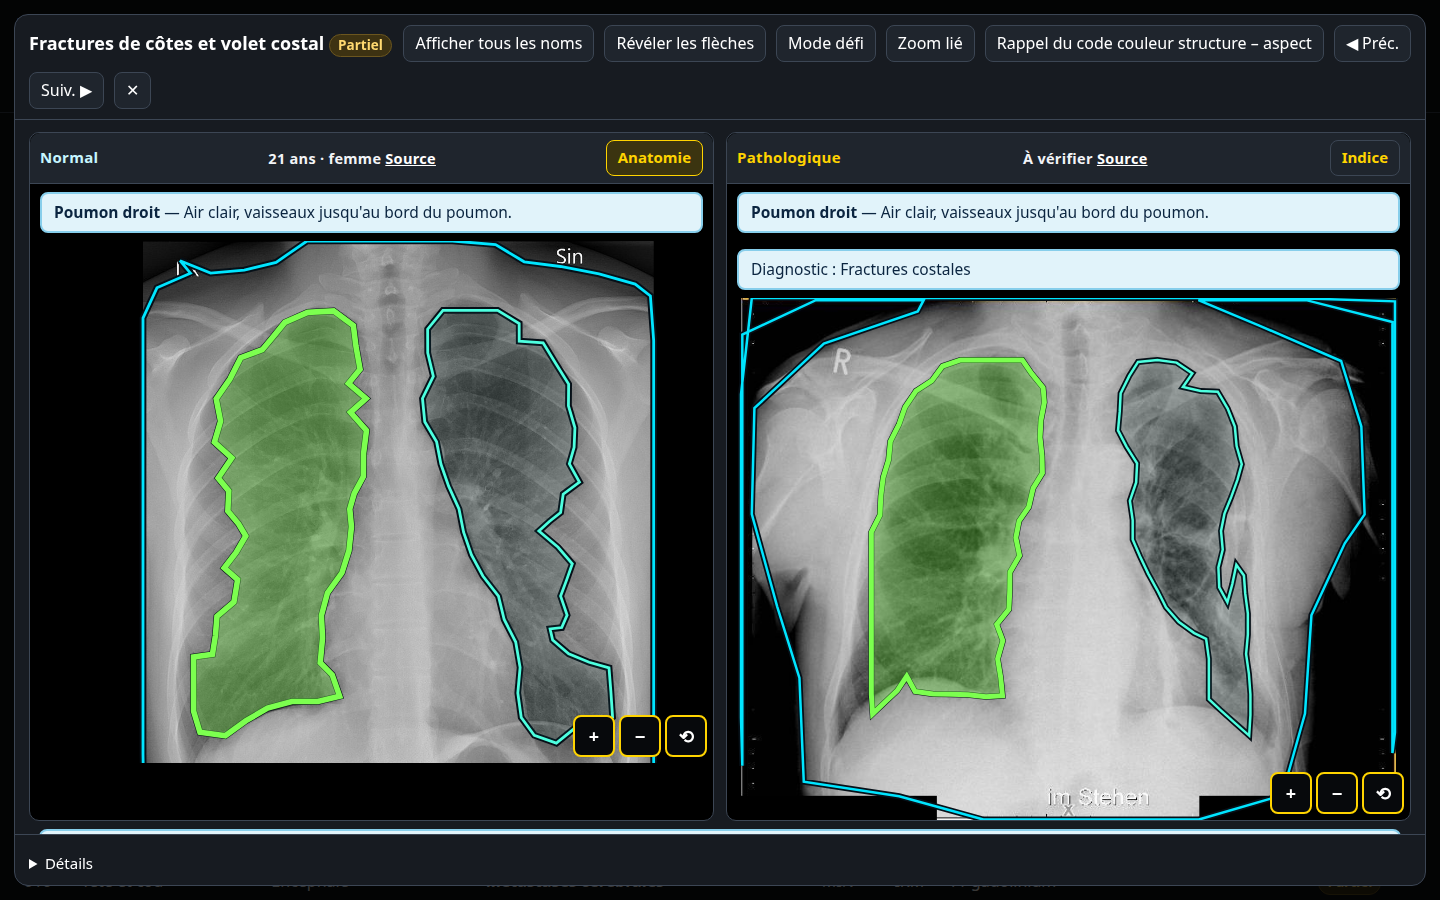 Fractures de côtes et volet costal Partiel Afficher tous les noms Révéler les flèches Mode défi Zoom lié Rappel du code couleur structure – aspect ◀ Préc.
Suiv. ▶ ✕
Normal 21 ans · femme Source Anatomie
Pathologique À vérifier Source Indice
Poumon droit — Air clair, vaisseaux jusqu'au bord du poumon.
Sin
+ − ⟲
Poumon droit — Air clair, vaisseaux jusqu'au bord du poumon.
Diagnostic : Fractures costales
R
im Stehen
x
+ − ⟲
▶ Détails